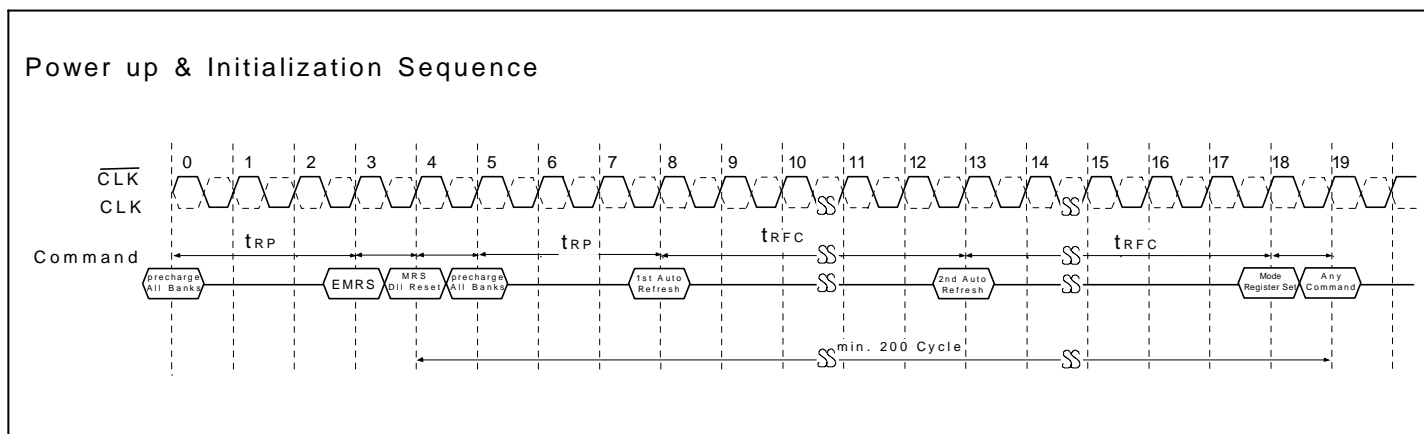 Power up & Initialization Sequence
0 1 2 3 4 5 6 7 8 9 10 11 12 13 14 15 16 17 18 19
CLK
CLK
tRP tRP tRFC tRFC
Command
precharge All Banks
EMRS
MRS Dll Reset
precharge All Banks
1st Auto Refresh
2nd Auto Refresh
Mode Register Set
Any Command
min. 200 Cycle